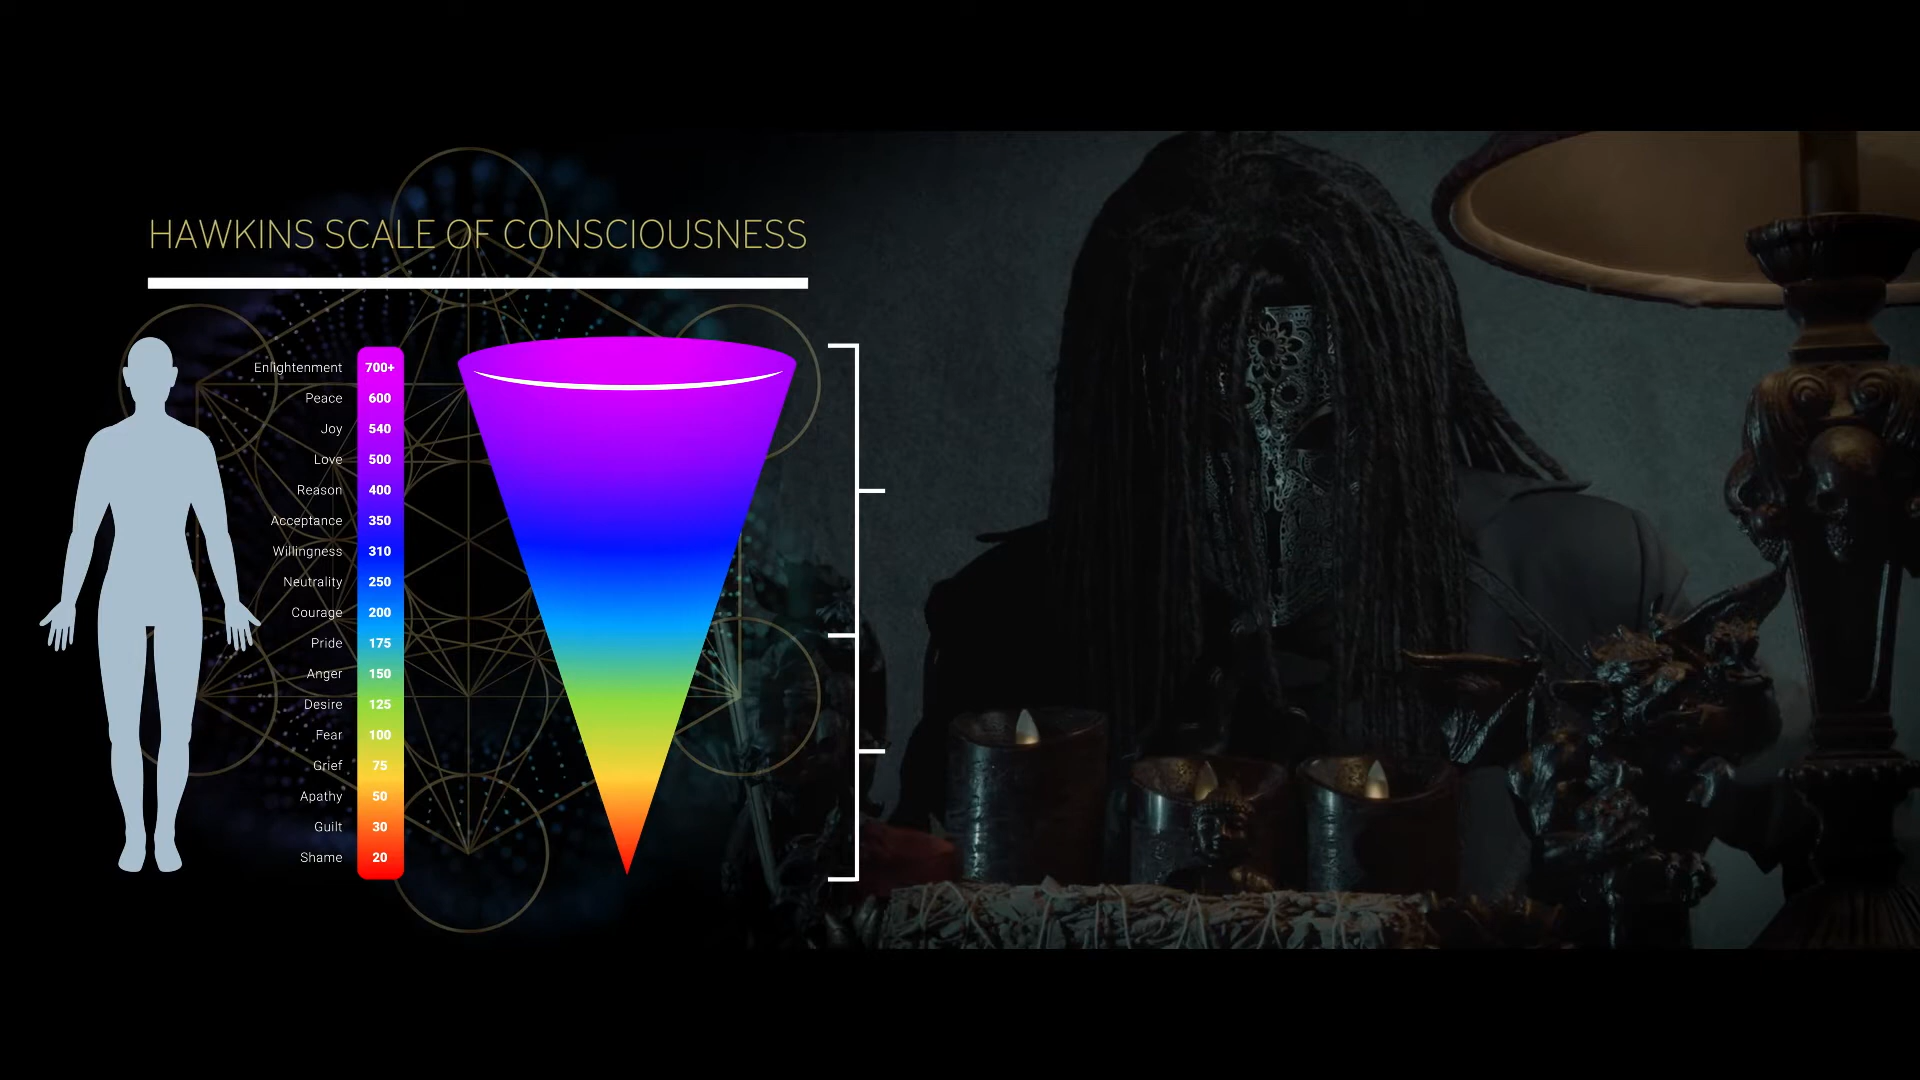 HAWKINS SCALE OF CONSCIOUSNESS
Enlightenment 700+
Peace 600
Joy 540
Love 500
Reason 400
Acceptance 350
Willingness 310
Neutrality 250
Courage 200
Pride 175
Anger 150
Desire 125
Fear 100
Grief 75
Apathy 50
Guilt 30
Shame 20